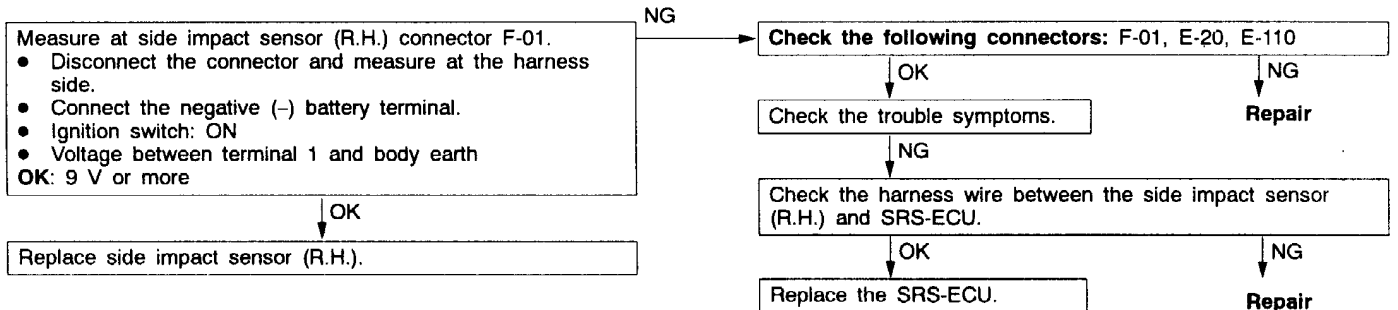 Measure at side impact sensor (R.H.) connector F-01.
● Disconnect the connector and measure at the harness
side.
● Connect the negative (–) battery terminal.
● Ignition switch: ON
● Voltage between terminal 1 and body earth
OK: 9 V or more
OK
Replace side impact sensor (R.H.).
NG
Check the following connectors: F-01, E-20, E-110
OK
NG
Check the trouble symptoms.
Repair
NG
Check the harness wire between the side impact sensor
(R.H.) and SRS-ECU.
OK
NG
Replace the SRS-ECU.
Repair